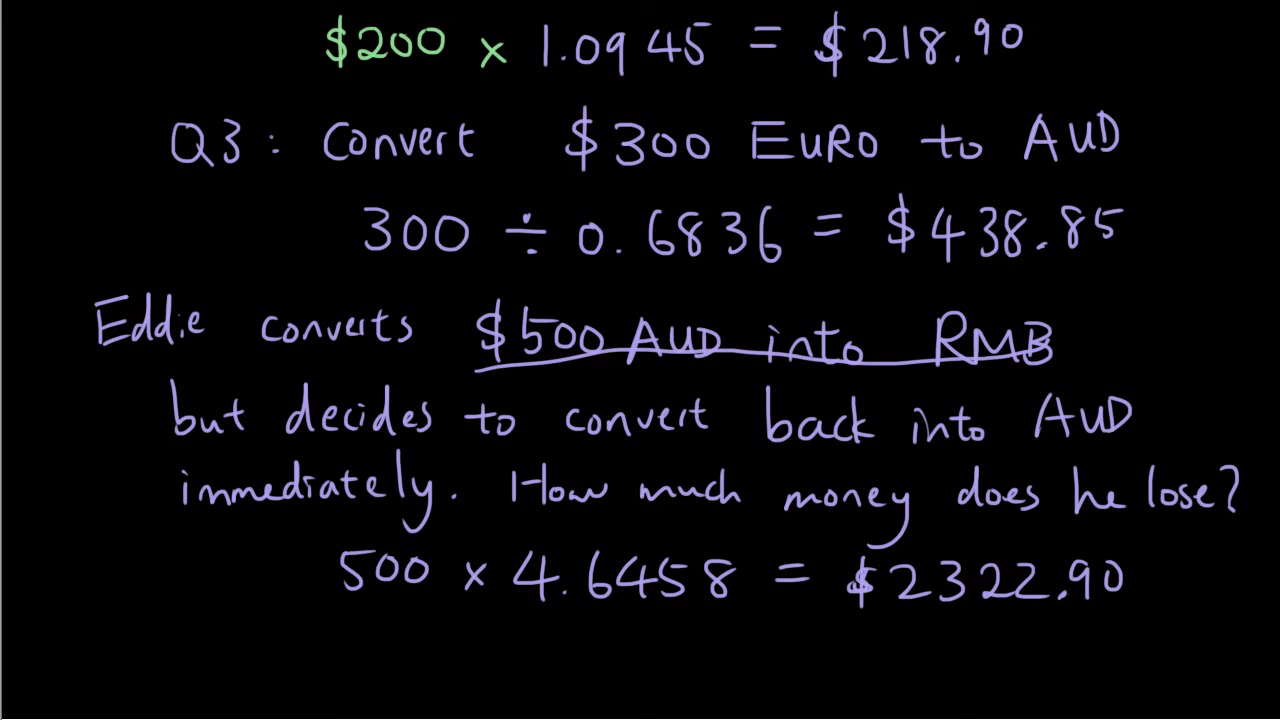 $200 × 1.0945 = $218.90
Q3: Convert $300 EURO to AUD
300 ÷ 0.6836 = $438.85
Eddie converts $500 AUD into RMB
but decides to convert back into AUD
immediately. How much money does he lose?
500 × 4.6458 = $2322.90